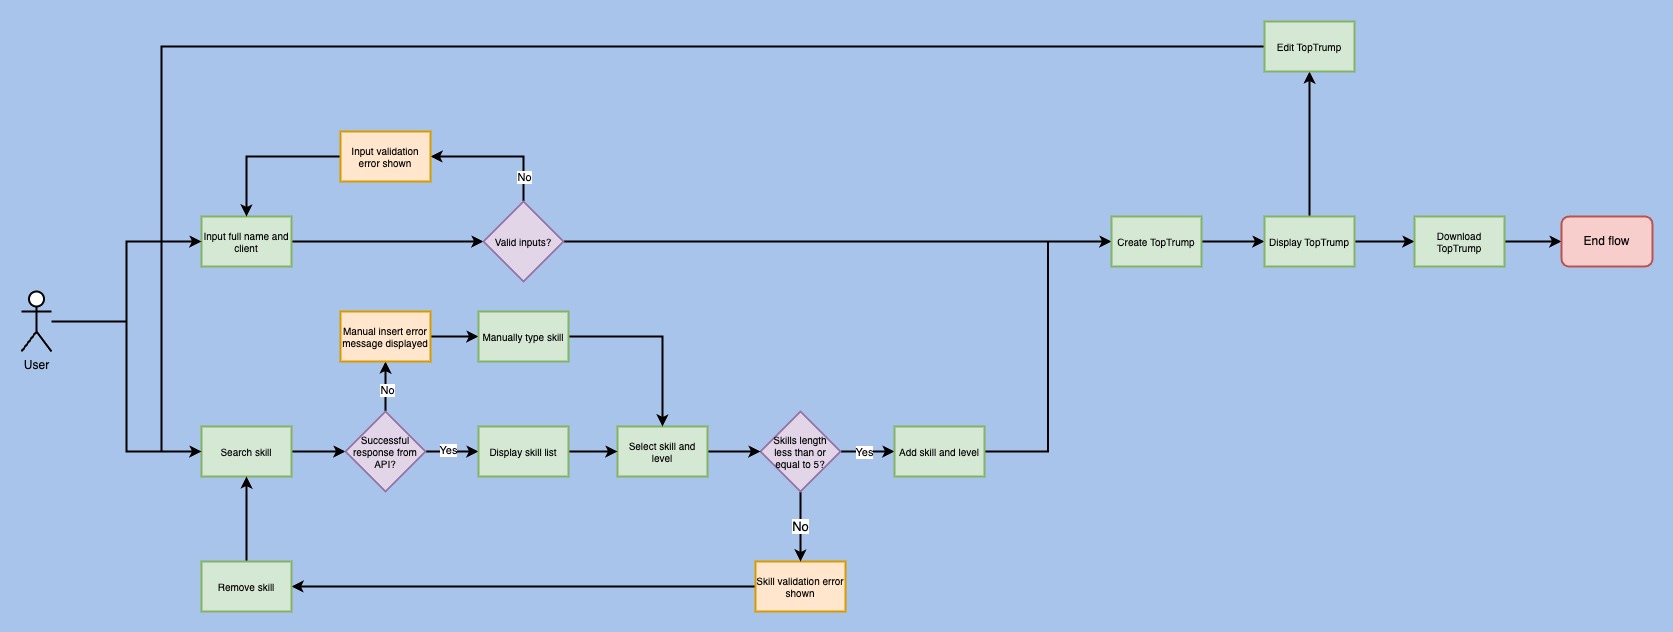 Edit TopTrump
Input validation
error shown
No
Input full name and
client
Valid inputs?
Create TopTrump
Display TopTrump
Download
TopTrump
End flow
User
Manual insert error
message displayed
Manually type skill
No
Search skill
Successful
response from
API?
Yes
Display skill list
Select skill and
level
Skills length
less than or
equal to 5?
Yes
Add skill and level
No
Remove skill
Skill validation error
shown